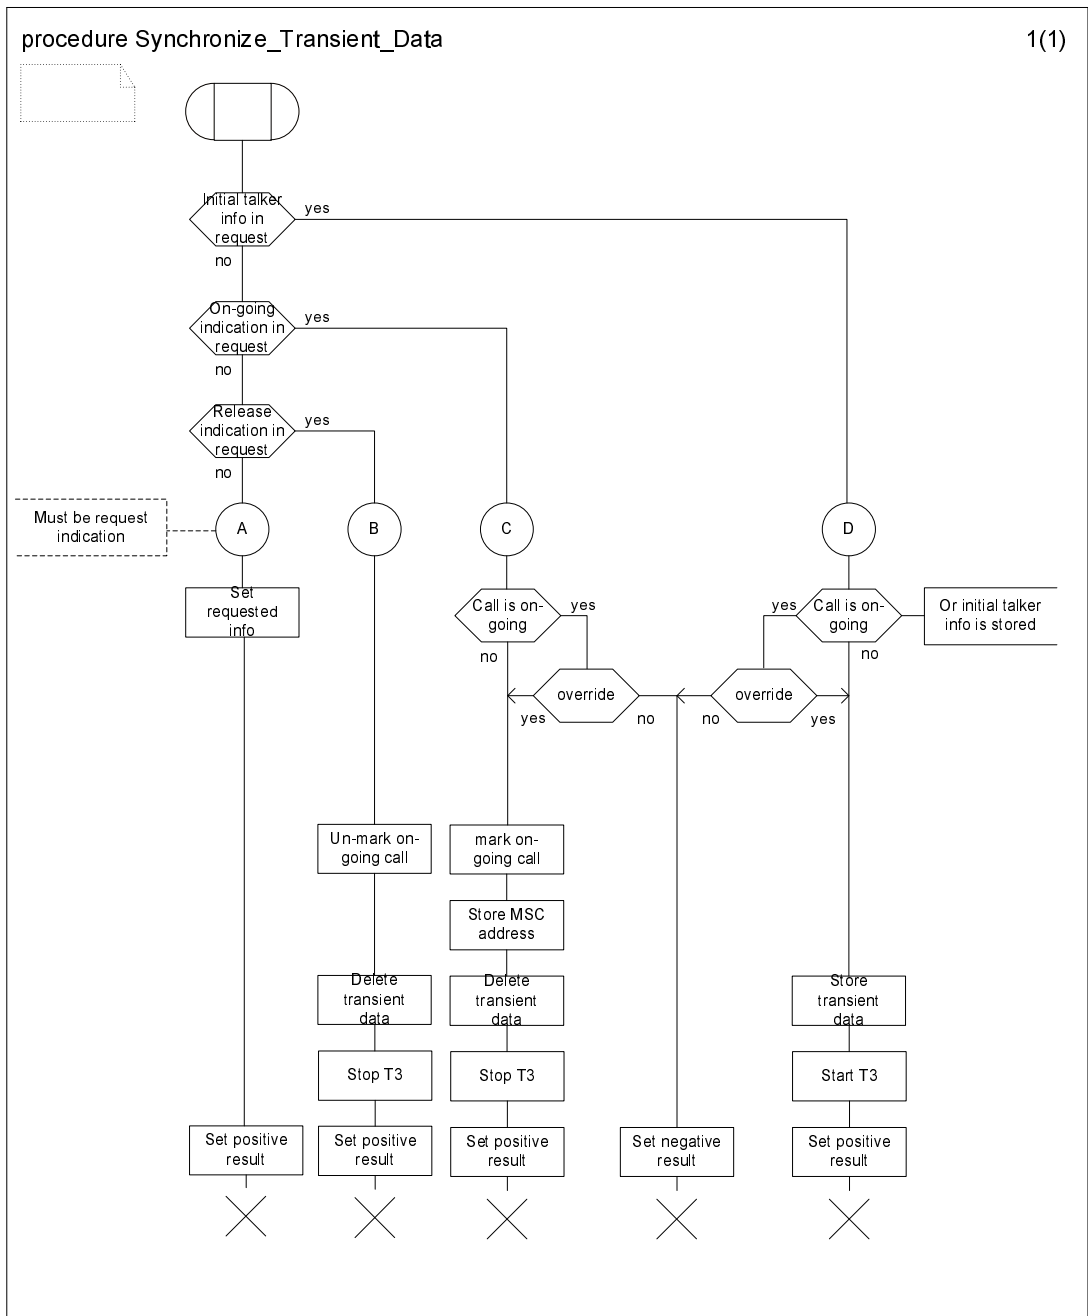 procedure Synchronize_Transient_Data
1(1)
Initial talker
info in
request
yes
no
On-going
indication in
request
yes
no
Release
indication in
request
yes
no
Must be request
indication
A
B
C
D
Set
requested
info
Call is on-
going
yes
no
yes
Call is on-
going
no
Or initial talker
info is stored
override
yes
no
override
no
yes
Un-mark on-
going call
mark on-
going call
Store MSC
address
Delete
transient
data
Delete
transient
data
Store
transient
data
Stop T3
Stop T3
Start T3
Set positive
result
Set positive
result
Set positive
result
Set negative
result
Set positive
result